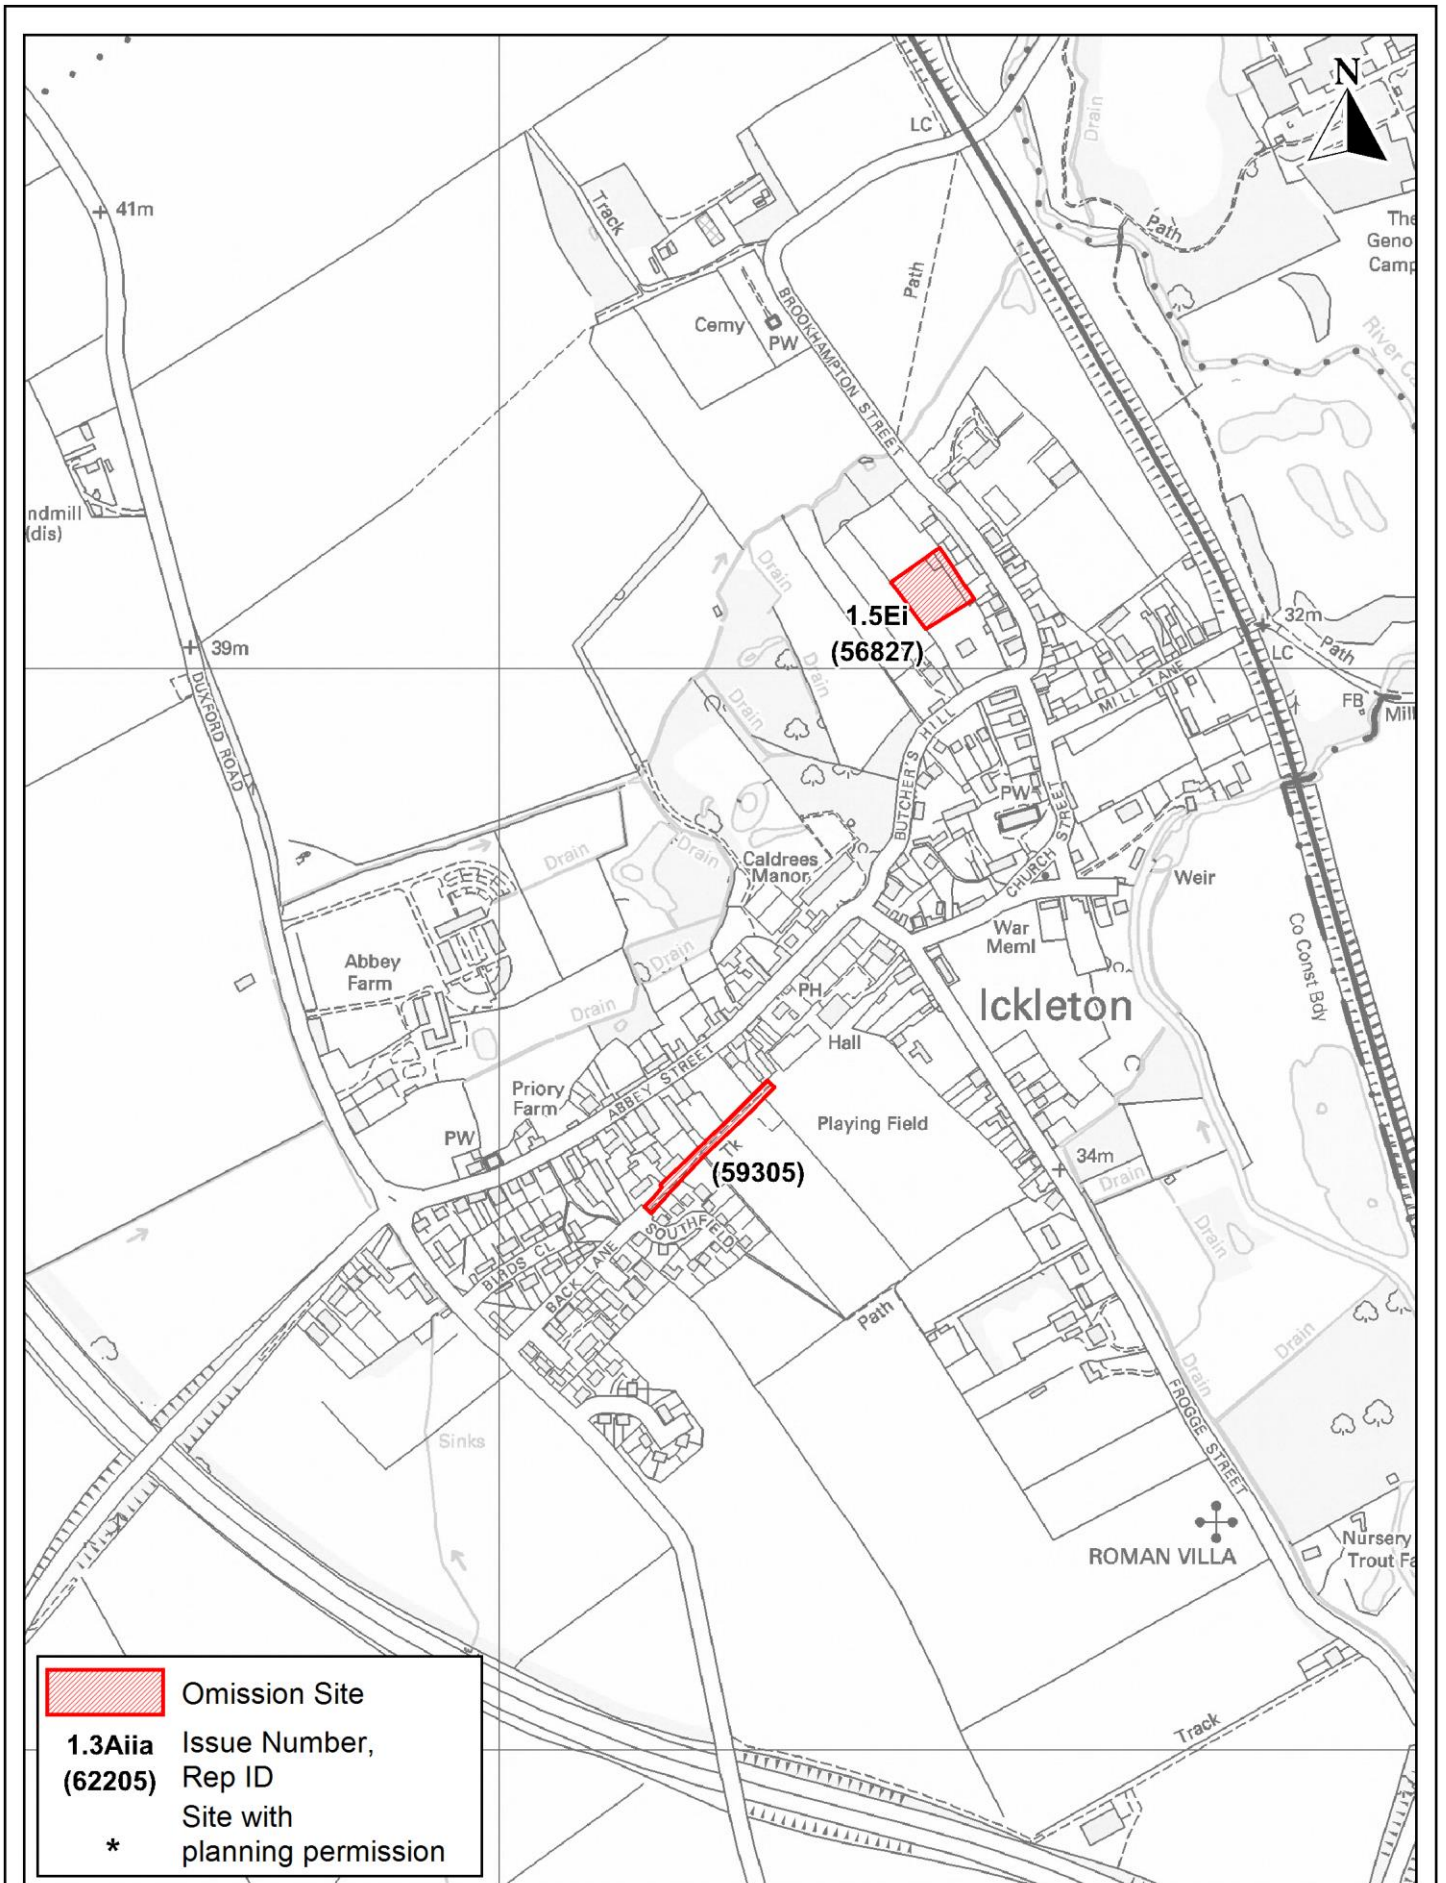 N
LC
Drain
Track
The
Geno
Camp
41m
Path
Path
Cemy
PW
BROOKHAMPTON STREET
River Ca
ndmill
(dis)
Drain
1.5Ei
(56827)
32m
Path
LC
39m
Drain
Drain
MILL LANE
FB
Mill
DUXFORD ROAD
BUTCHER'S HILL
PW
CHURCH STREET
Drain
Drain
Caldrees
Manor
Weir
War
Meml
Co Const Bdy
Abbey
Farm
Drain
PH
Ickleton
Drain
Hall
Priory
Farm
ABBEY STREET
Playing Field
PW
Tk
(59305)
34m
Drain
Drain
SOUTHFIELD
BIRDS CL
BACK LANE
Path
Drain
Drain
FROGGE STREET
Sinks
ROMAN VILLA
Nursery
Trout Fa
Track
Omission Site
1.3Aiia Issue Number,
(62205) Rep ID
Site with
* planning permission